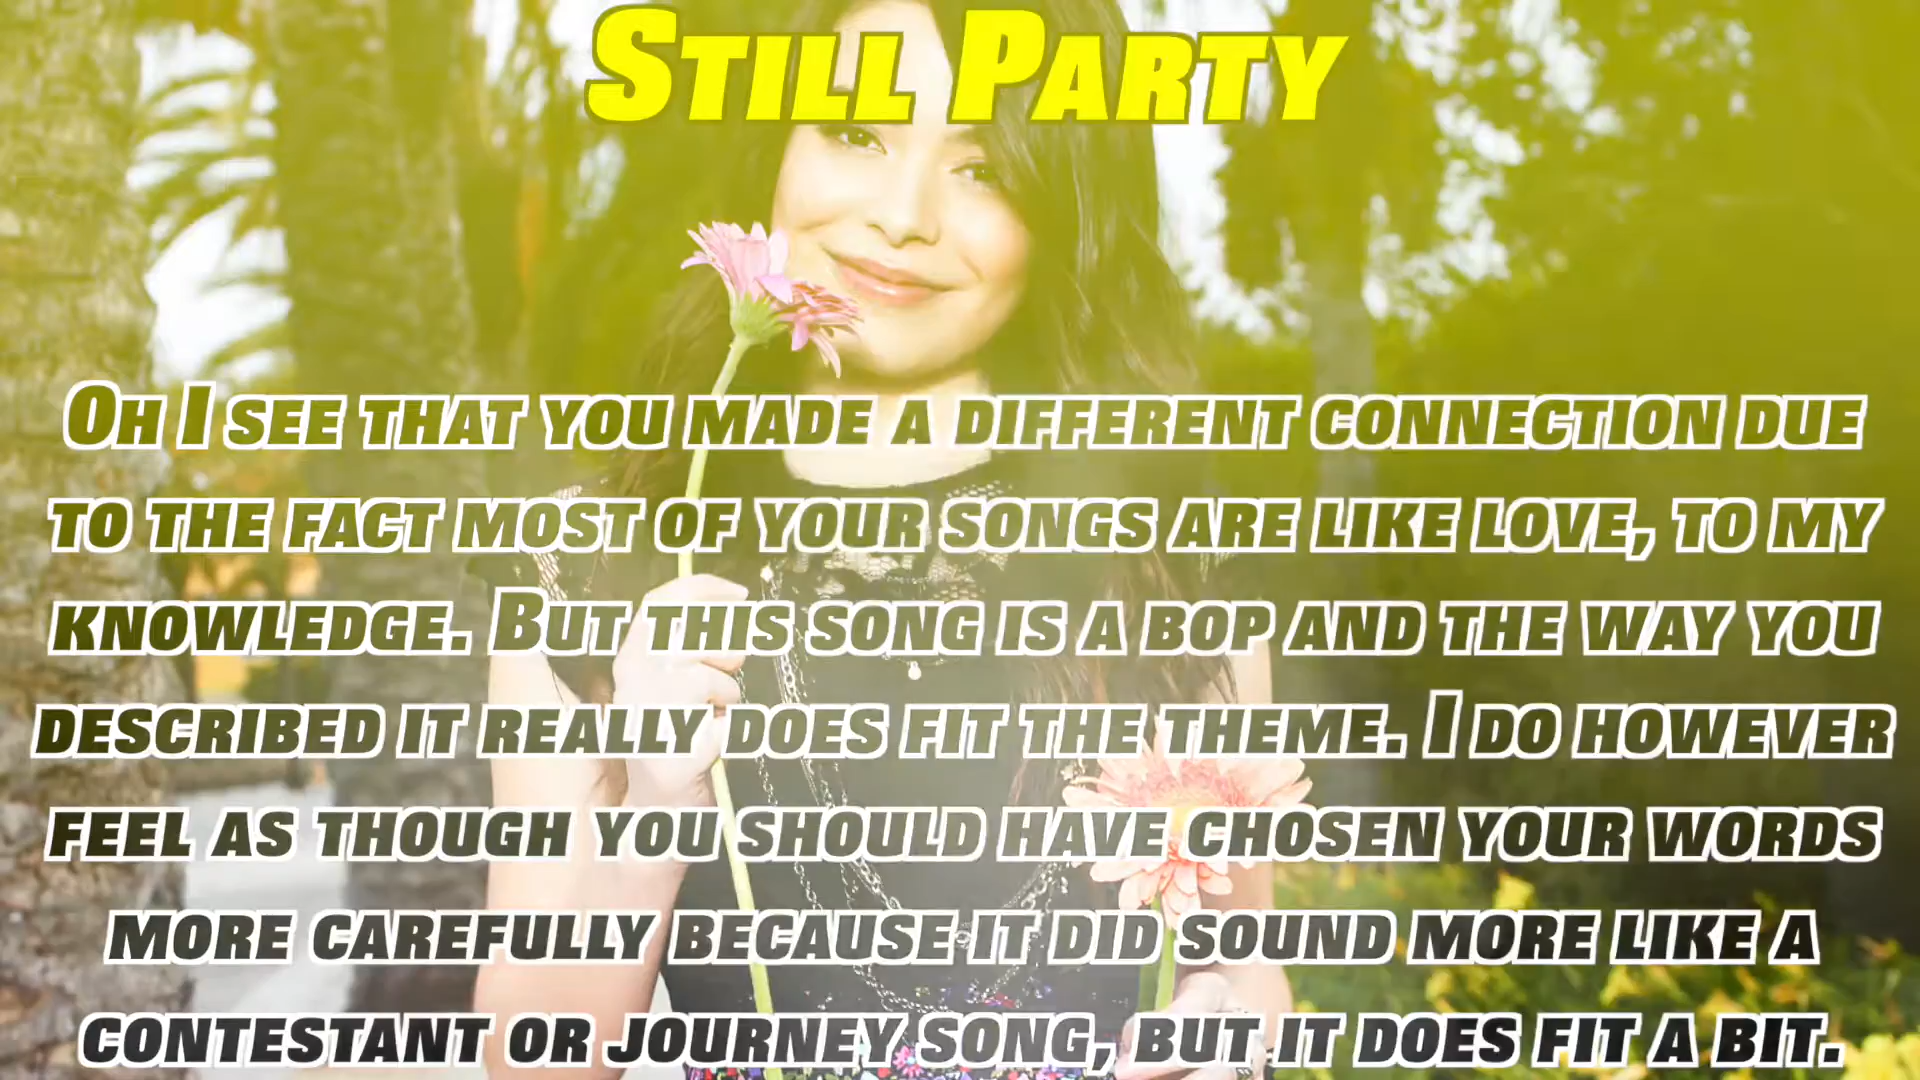 Still Party
Oh I see that you made a different connection due
to the fact most of your songs are like love, to my
knowledge. But this song is a bop and the way you
described it really does fit the theme. I do however
feel as though you should have chosen your words
more carefully because it did sound more like a
contestant or journey song, but it does fit a bit.